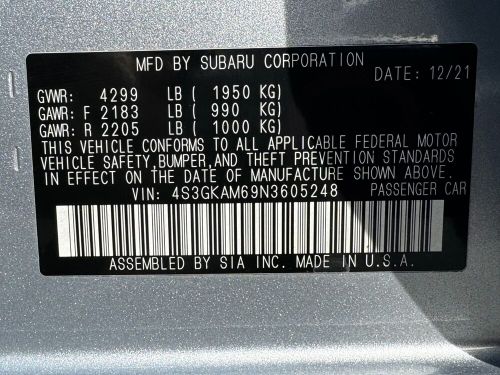 MFD BY SUBARU CORPORATION
DATE: 12/21
GVWR: 4299 LB ( 1950 KG)
GAWR: F 2183 LB ( 990 KG)
GAWR: R 2205 LB ( 1000 KG)
THIS VEHICLE CONFORMS TO ALL APPLICABLE FEDERAL MOTOR
VEHICLE SAFETY,BUMPER,AND THEFT PREVENTION STANDARDS
IN EFFECT ON THE DATE OF MANUFACTURE SHOWN ABOVE.
VIN: 4S3GKAM69N3605248 PASSENGER CAR
ASSEMBLED BY SIA INC. MADE IN U.S.A.